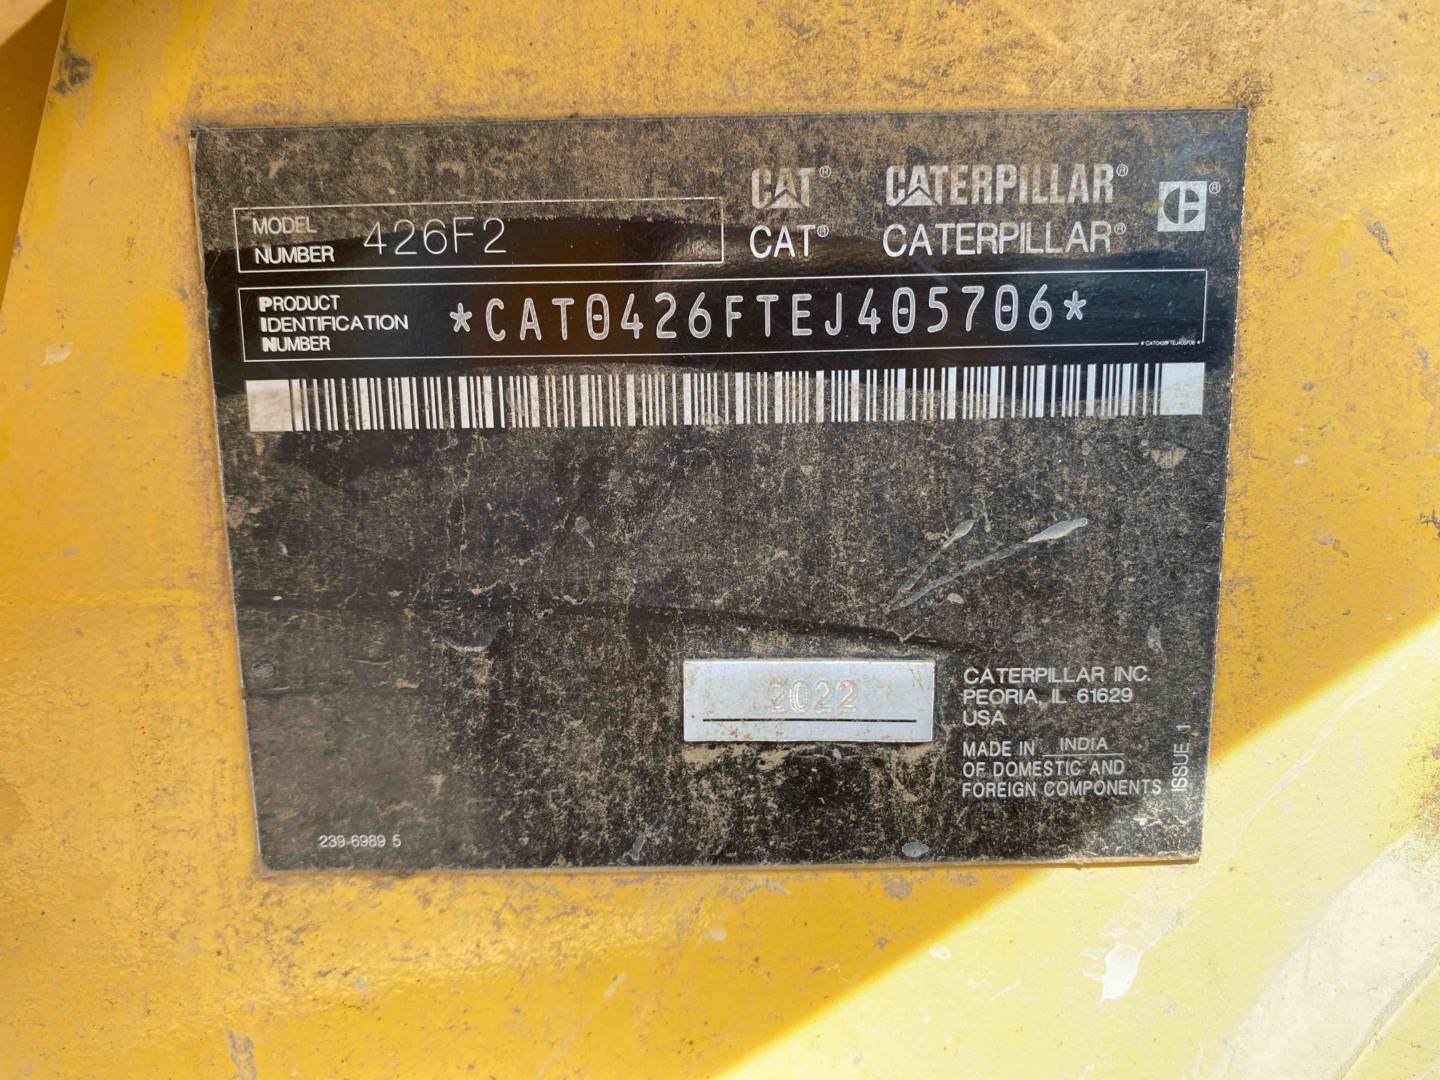 CAT® CATERPILLAR® ®
CAT® CATERPILLAR®
MODEL
NUMBER 426F2
PRODUCT
IDENTIFICATION
NUMBER *CAT0426FTEJ405706*
*CAT0426FTEJ405706*
2022
CATERPILLAR INC.
PEORIA, IL 61629
USA
MADE IN INDIA
OF DOMESTIC AND
FOREIGN COMPONENTS
ISSUE 1
239-6989 5